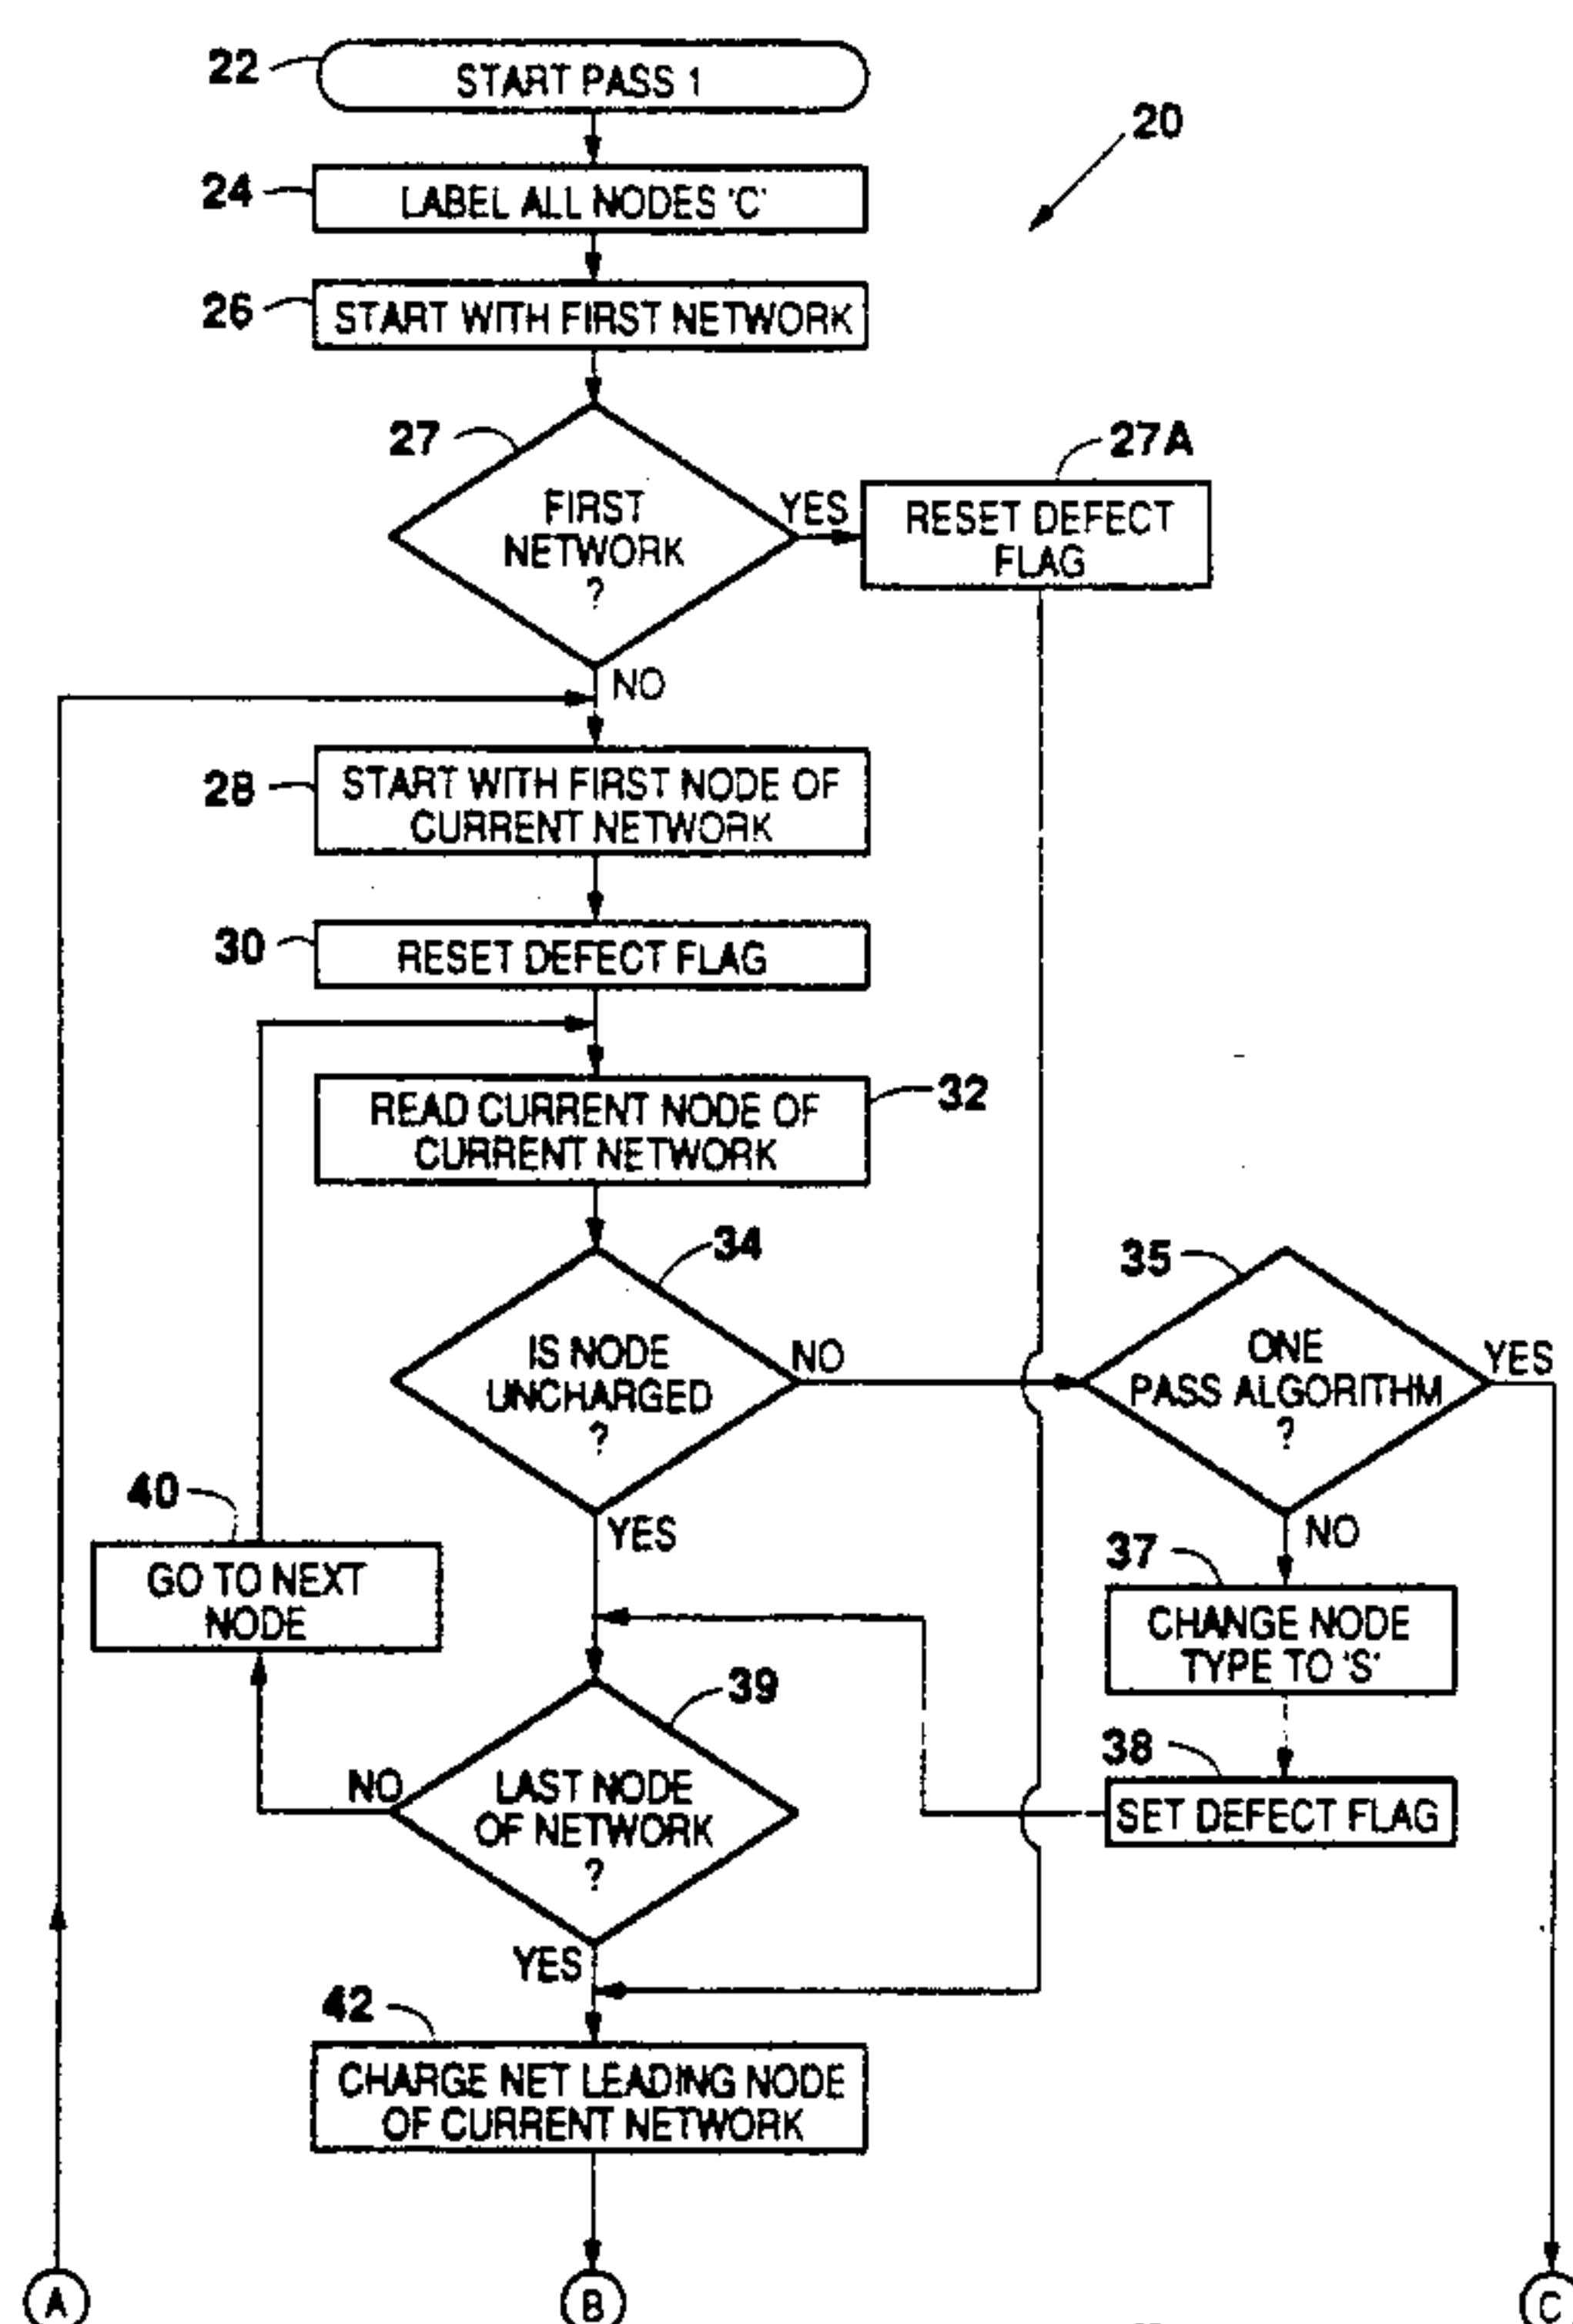 22
START PASS 1
20
24
LABEL ALL NODES 'C'
26
START WITH FIRST NETWORK
27
FIRST
NETWORK
?
YES
27A
RESET DEFECT
FLAG
NO
28
START WITH FIRST NODE OF
CURRENT NETWORK
30
RESET DEFECT FLAG
32
READ CURRENT NODE OF
CURRENT NETWORK
34
IS NODE
UNCHARGED
?
NO
35
ONE
PASS ALGORITHM
?
YES
YES
NO
40
GO TO NEXT
NODE
37
CHANGE NODE
TYPE TO 'S'
39
LAST NODE
OF NETWORK
?
NO
38
SET DEFECT FLAG
YES
42
CHARGE NET LEADING NODE
OF CURRENT NETWORK
A
B
C